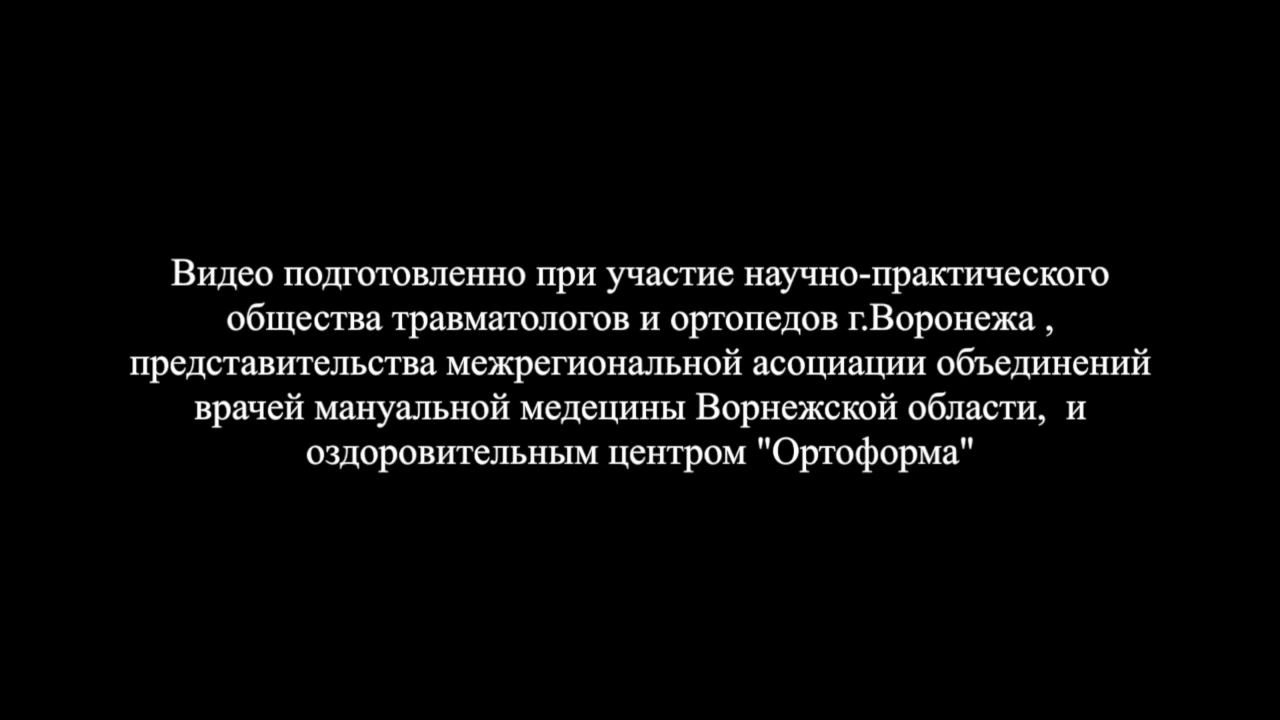 Видео подготовленно при участие научно-практического
общества травматологов и ортопедов г.Воронежа ,
представительства межрегиональной асоциации объединений
врачей мануальной медецины Ворнежской области,  и
оздоровительным центром "Ортоформа"